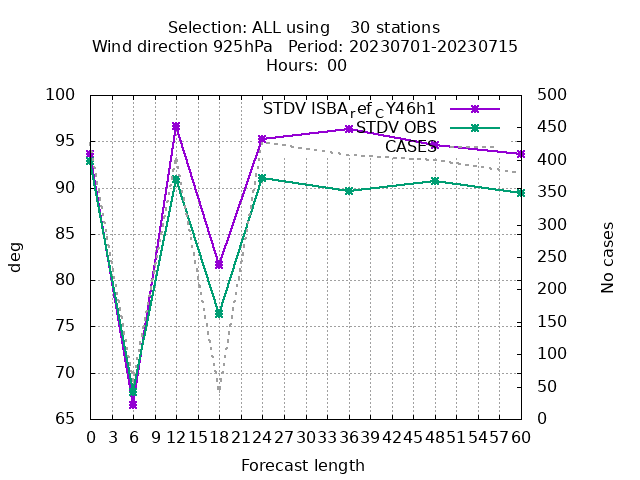 Selection: ALL using    30 stations
Wind direction 925hPa   Period: 20230701-20230715
Hours:  00
STDV ISBA_ref_CY46h1
STDV OBS
CASES
100
95
90
85
80
75
70
65
deg
500
450
400
350
300
250
200
150
100
50
0
No cases
0 3 6 9 12 15 18 21 24 27 30 33 36 39 42 45 48 51 54 57 60
Forecast length